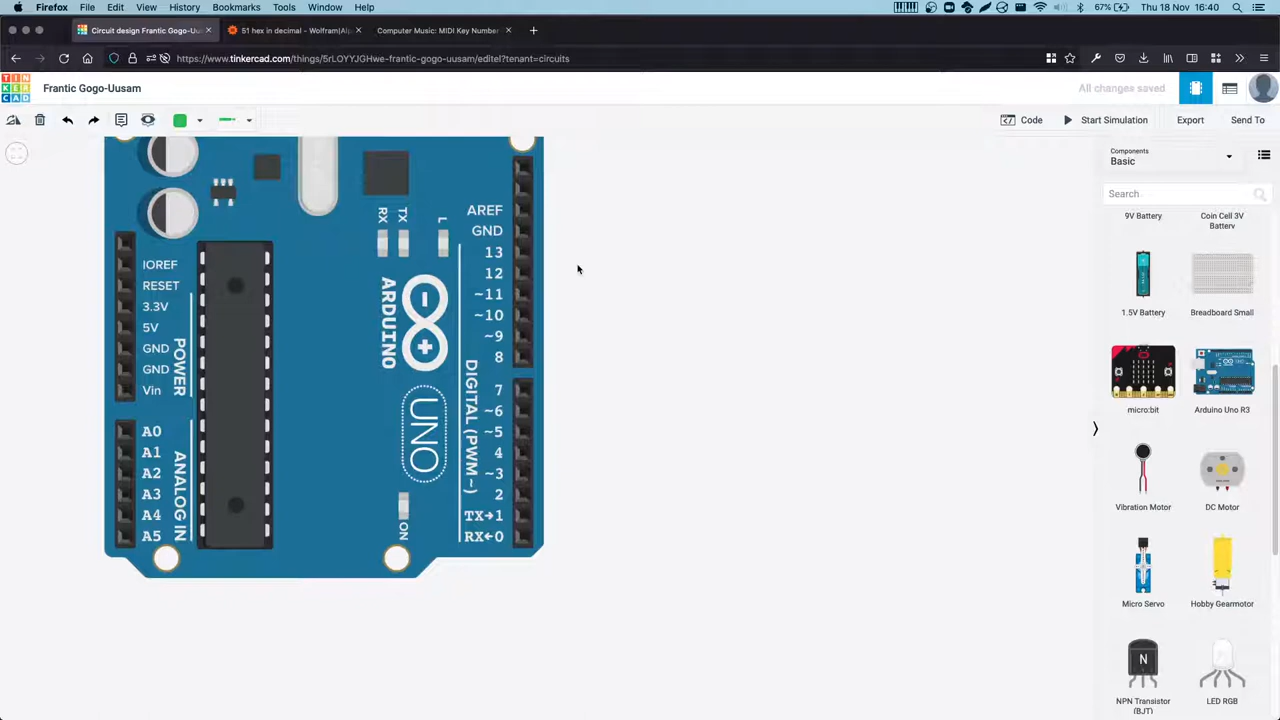 Firefox File Edit View History Bookmarks Tools Window Help 67% Thu 18 Nov 16:40
Circuit design Frantic Gogo-Uu 51 hex in decimal - Wolfram|Al Computer Music: MIDI Key Number
https://www.tinkercad.com/things/5rLOYYJGHwe-frantic-gogo-uusam/editel?tenant=circuits
TIN
KER
CAD
Frantic Gogo-Uusam
All changes saved
Code Start Simulation Export Send To
Components
Basic
Search
9V Battery Coin Cell 3V
Battery
1.5V Battery Breadboard Small
micro:bit Arduino Uno R3
Vibration Motor DC Motor
Micro Servo Hobby Gearmotor
N
NPN Transistor
(BJT)
LED RGB
RX TX L
AREF
GND
13
12
~11
~10
~9
8
7
~6
~5
4
~3
2
TX→1
RX←0
DIGITAL (PWM~)
ARDUINO
UNO
ON
IOREF
RESET
3.3V
5V
GND
GND
Vin
POWER
A0
A1
A2
A3
A4
A5
ANALOG IN